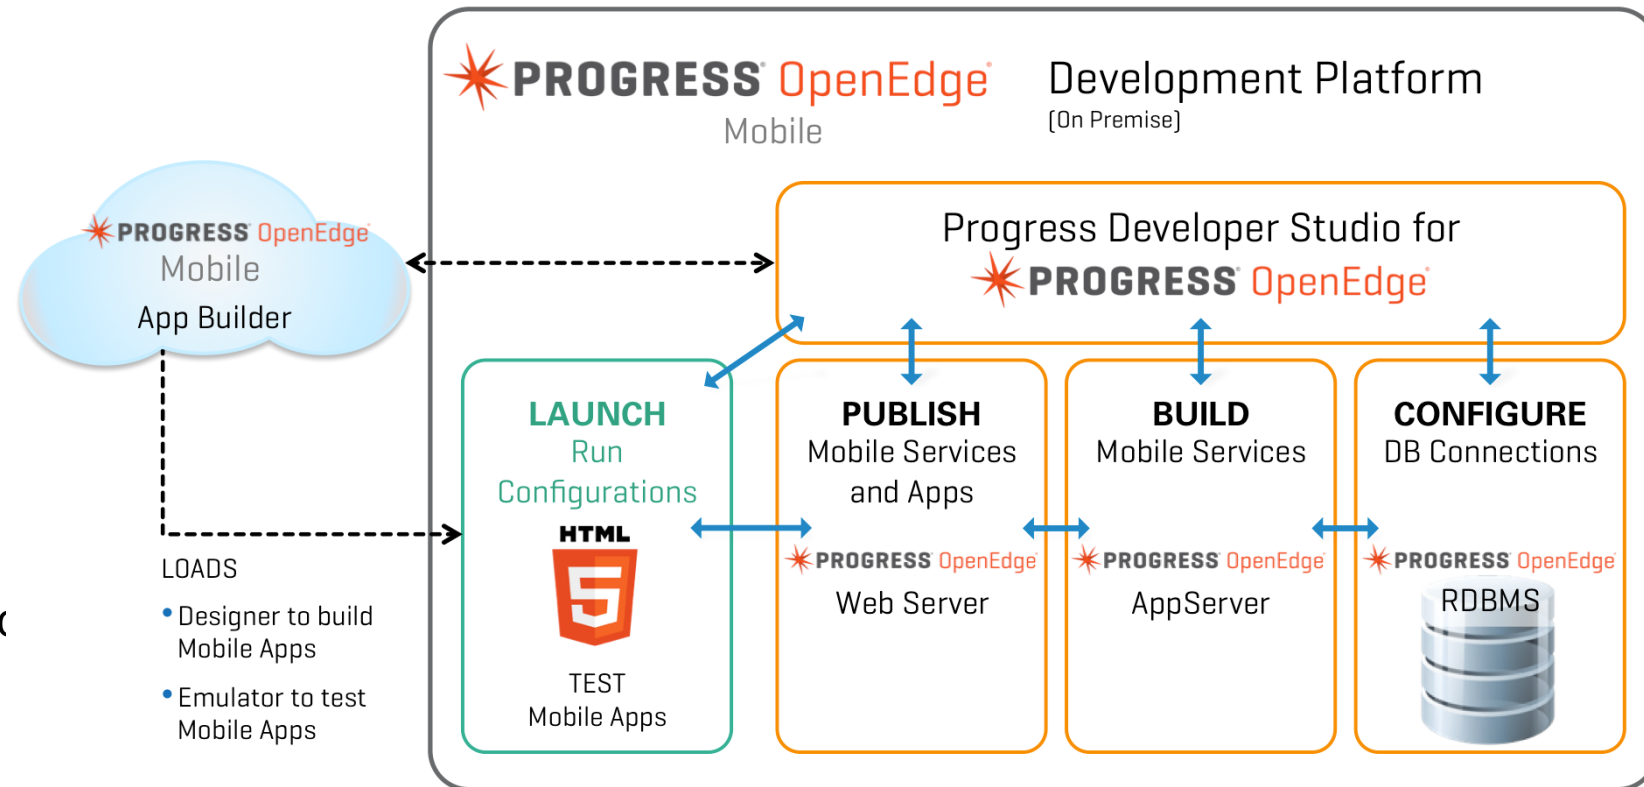 PROGRESS OpenEdge
Mobile
Development Platform
(On Premise)
PROGRESS OpenEdge
Mobile
App Builder
Progress Developer Studio for
PROGRESS OpenEdge
LAUNCH
Run
Configurations
HTML
5
TEST
Mobile Apps
PUBLISH
Mobile Services
and Apps
PROGRESS OpenEdge
Web Server
BUILD
Mobile Services
PROGRESS OpenEdge
AppServer
CONFIGURE
DB Connections
PROGRESS OpenEdge
RDBMS
LOADS
• Designer to build
Mobile Apps
• Emulator to test
Mobile Apps